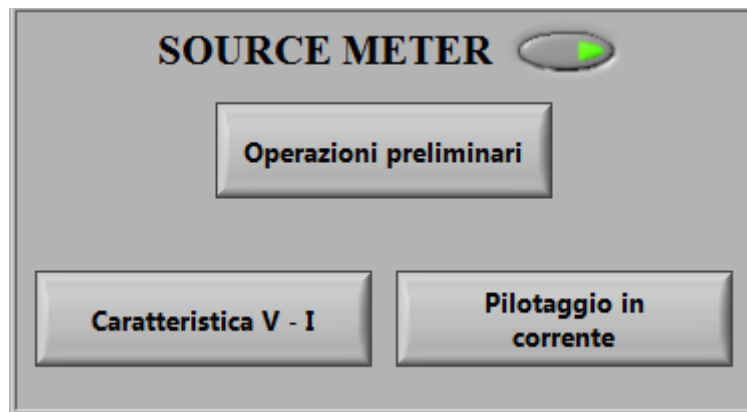 SOURCE METER
Operazioni preliminari
Caratteristica V - I
Pilotaggio in
corrente